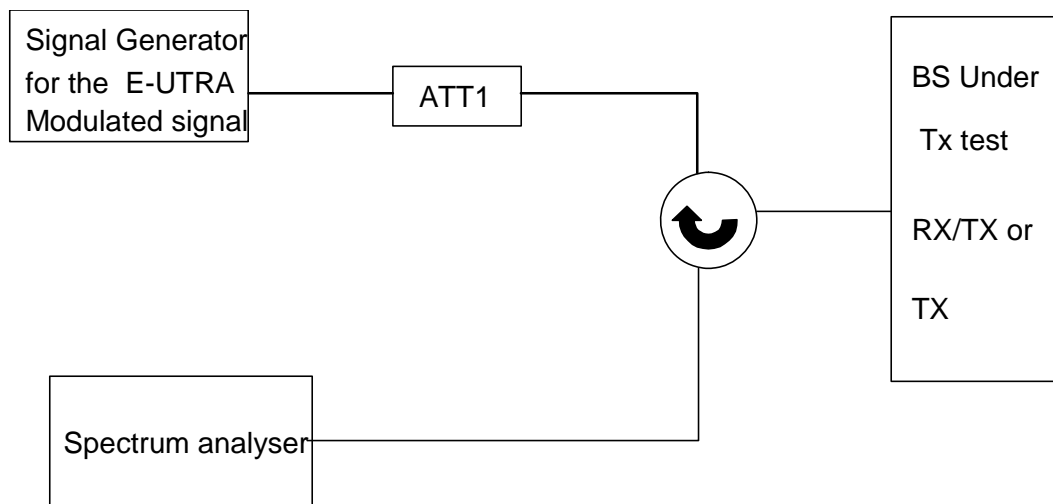 Signal Generator
for the E-UTRA
Modulated signal
ATT1
BS Under
Tx test
RX/TX or
TX
Spectrum analyser